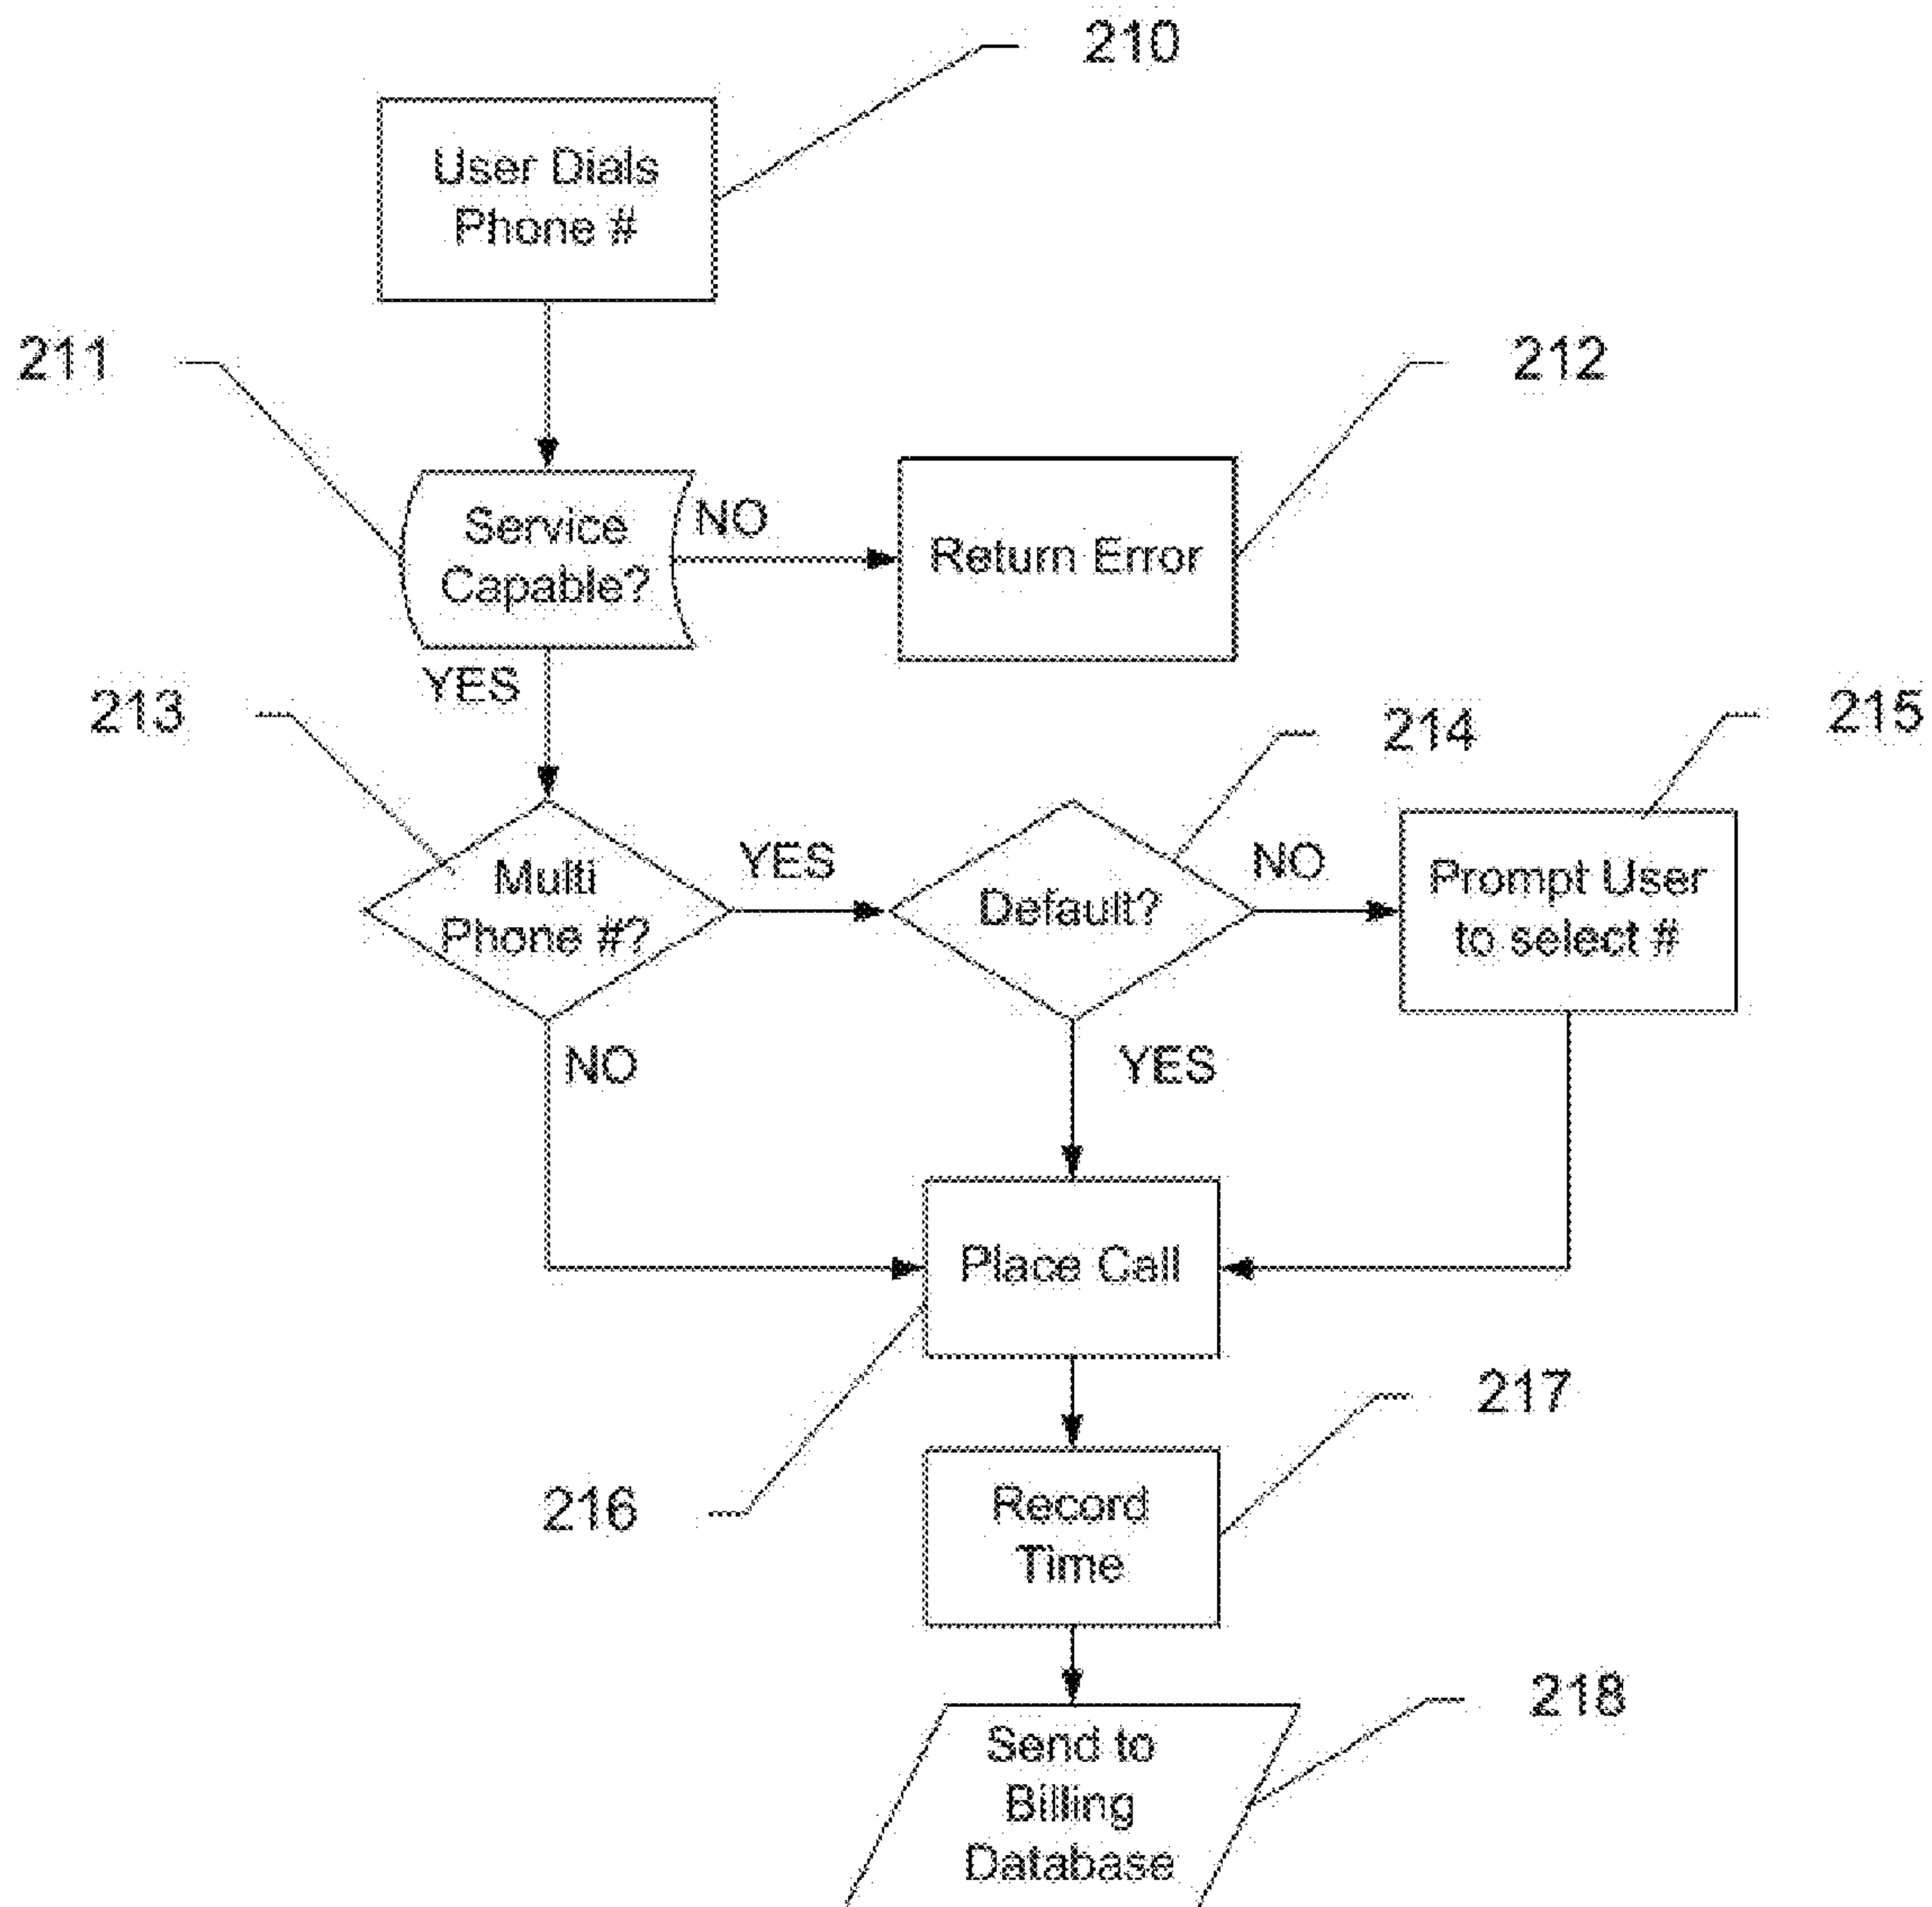 210
User Dials
Phone #
211
212
Service
Capable?
NO
Return Error
YES
213
214
215
Multi
Phone #?
YES
Default?
NO
Prompt User
to select #
NO
YES
Place Call
216
217
Record
Time
218
Send to
Billing
Database